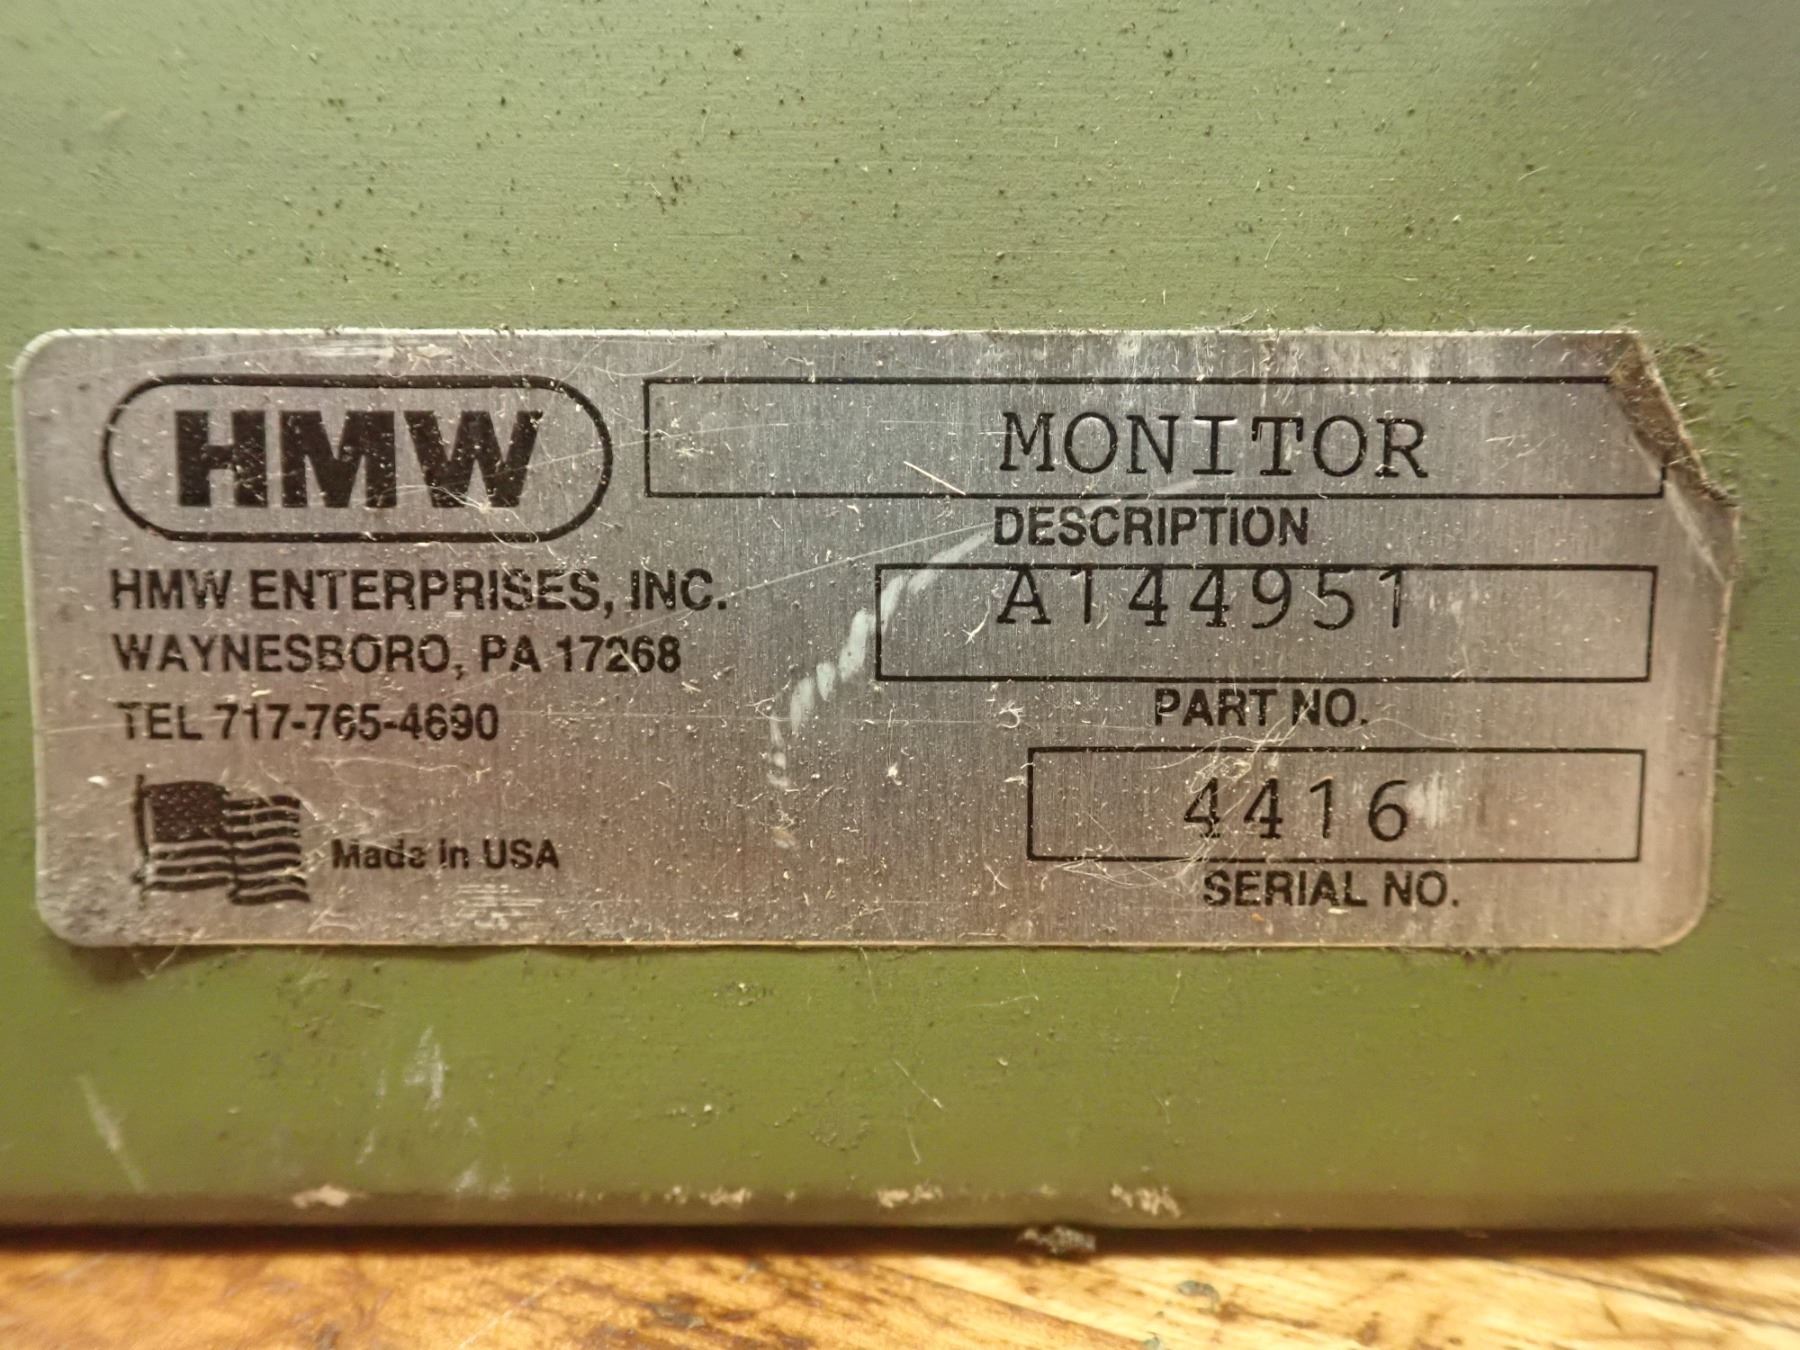 HMW
MONITOR
DESCRIPTION
HMW ENTERPRISES, INC.
WAYNESBORO, PA 17268
TEL 717-765-4690
A144951
PART NO.
4416
SERIAL NO.
Made in USA